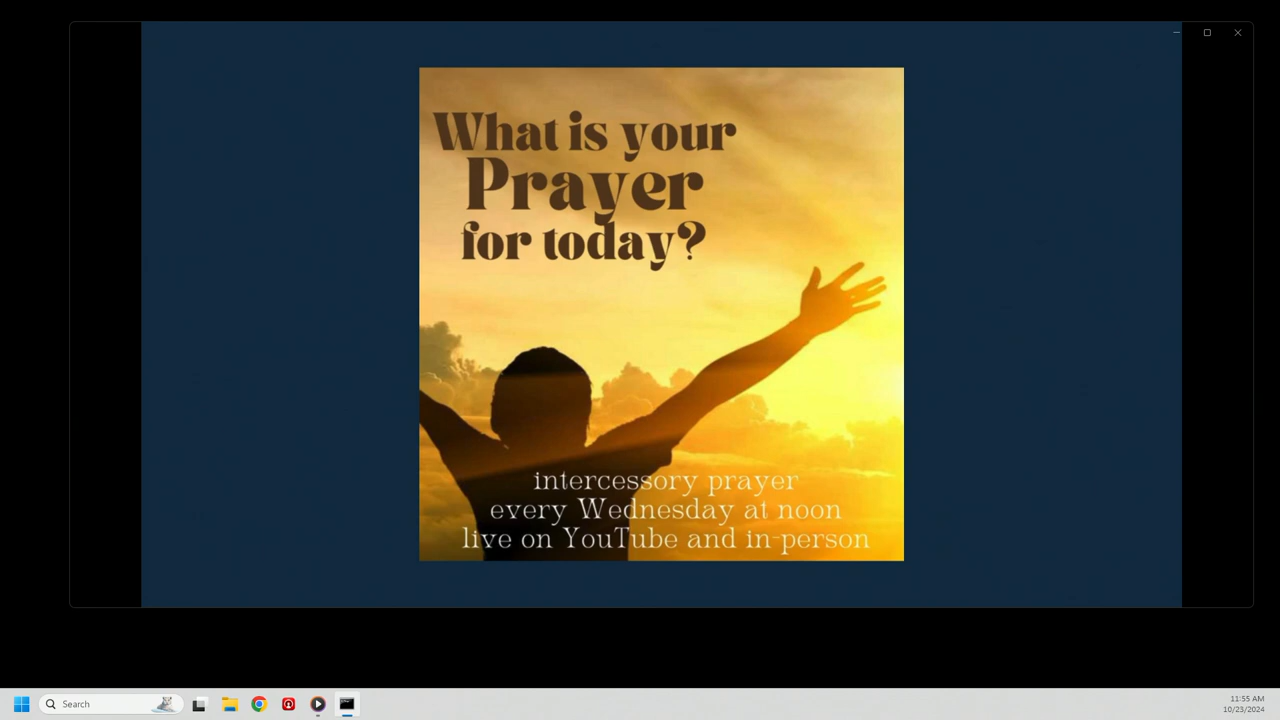 What is your
Prayer
for today?
intercessory prayer
every Wednesday at noon
live on YouTube and in-person
Search
11:55 AM
10/23/2024